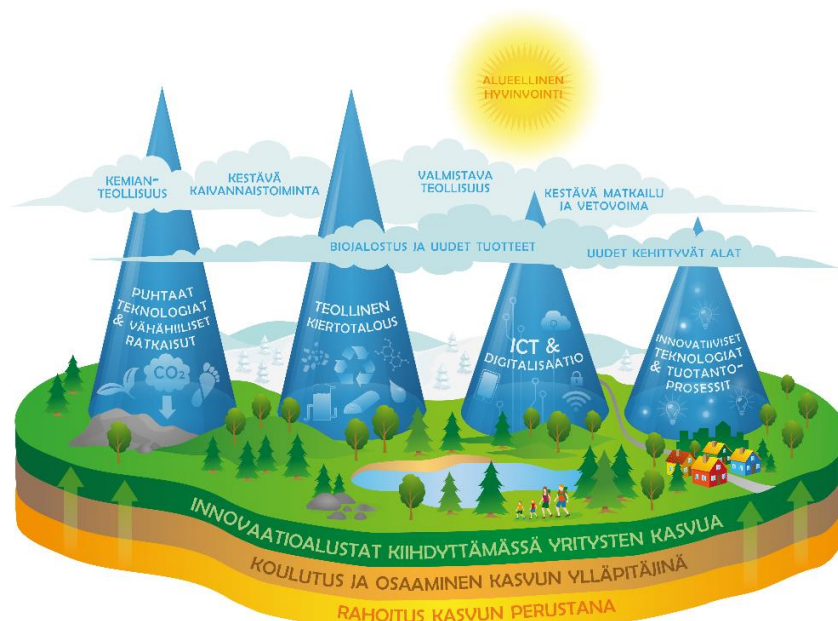 ALUEELLINEN
HYVINVOINTI
KEMIAN-
TEOLLISUUS
KESTÄVÄ
KAIVANNAISTOIMINTA
VALMISTAVA
TEOLLISUUS
KESTÄVÄ MATKAILU
JA VETOVOIMA
BIOJALOSTUS JA UUDET TUOTTEET
UUDET KEHITTYVÄT ALAT
PUHTAAT
TEKNOLOGIAT
& VÄHÄHIILISET
RATKAISUT
CO2
TEOLLINEN
KIERTOTALOUS
ICT &
DIGITALISAATIO
INNOVATIIVISET
TEKNOLOGIAT
& TUOTANTO-
PROSESSIT
INNOVAATIOALUSTAT KIIHDYTTÄMÄSSÄ YRITYSTEN KASVUA
KOULUTUS JA OSAAMINEN KASVUN YLLÄPITÄJINÄ
RAHOITUS KASVUN PERUSTANA